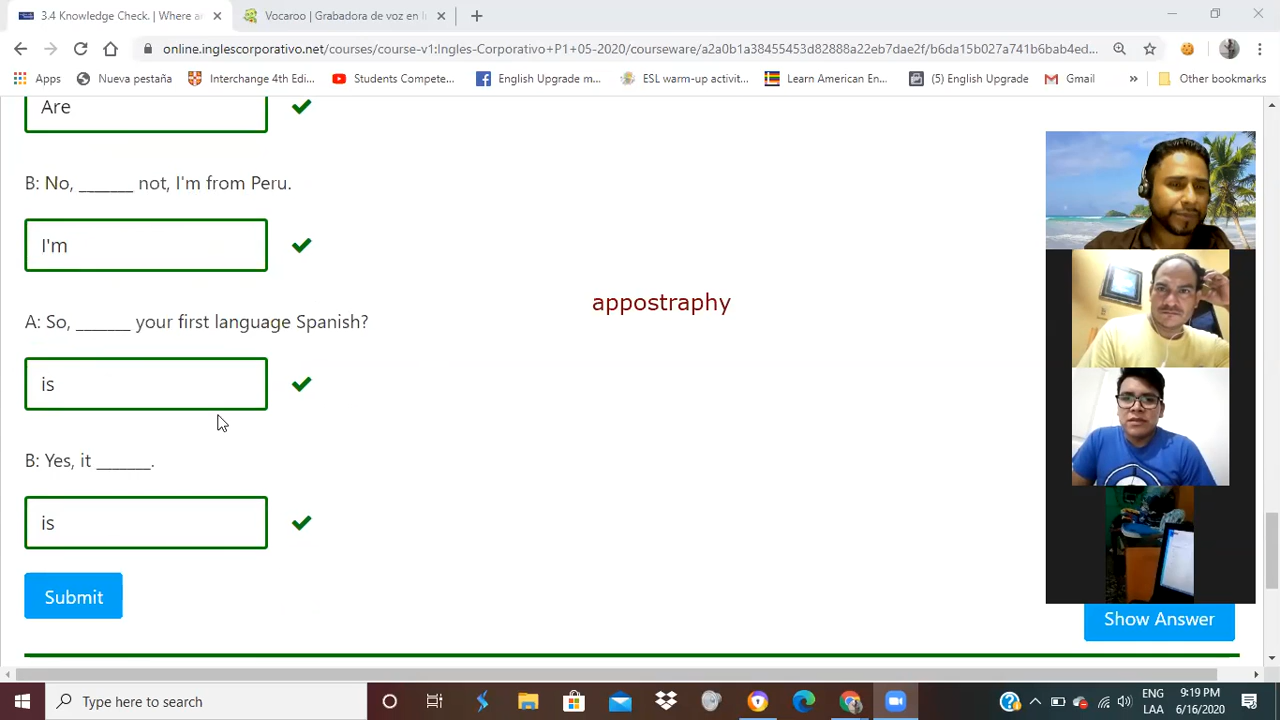 3.4 Knowledge Check. | Where a
Vocaroo | Grabadora de voz en l
online.inglescorporativo.net/courses/course-v1:Ingles-Corporativo+P1+05-2020/courseware/a2a0b1a38455453d82888a22eb7dae2f/b6da15b027a741b6bab4ed...
Apps Nueva pestaña Interchange 4th Edi... Students Compete... English Upgrade m... ESL warm-up activit... Learn American En... (5) English Upgrade Gmail » Other bookmarks
Are
B: No, _______ not, I'm from Peru.
I'm
appostraphy
A: So, _______ your first language Spanish?
is
B: Yes, it _______.
is
Submit
Show Answer
Type here to search
ENG 9:19 PM
LAA 6/16/2020